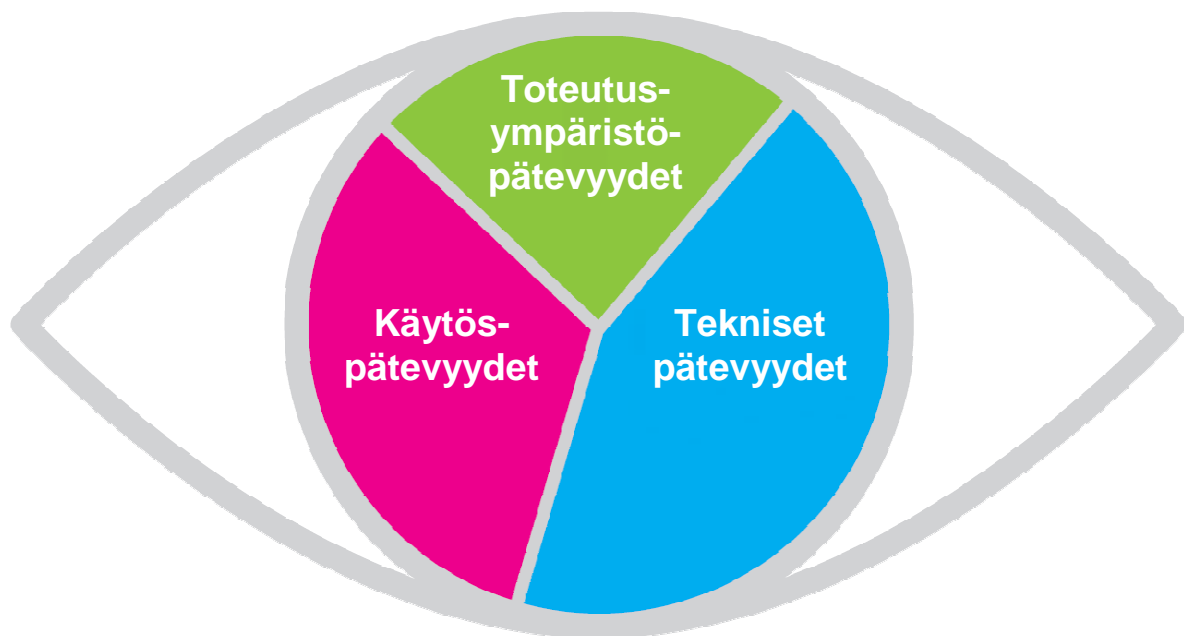 Toteutus-
ympäristö-
pätevyydet
Käytös-
pätevyydet
Tekniset
pätevyydet